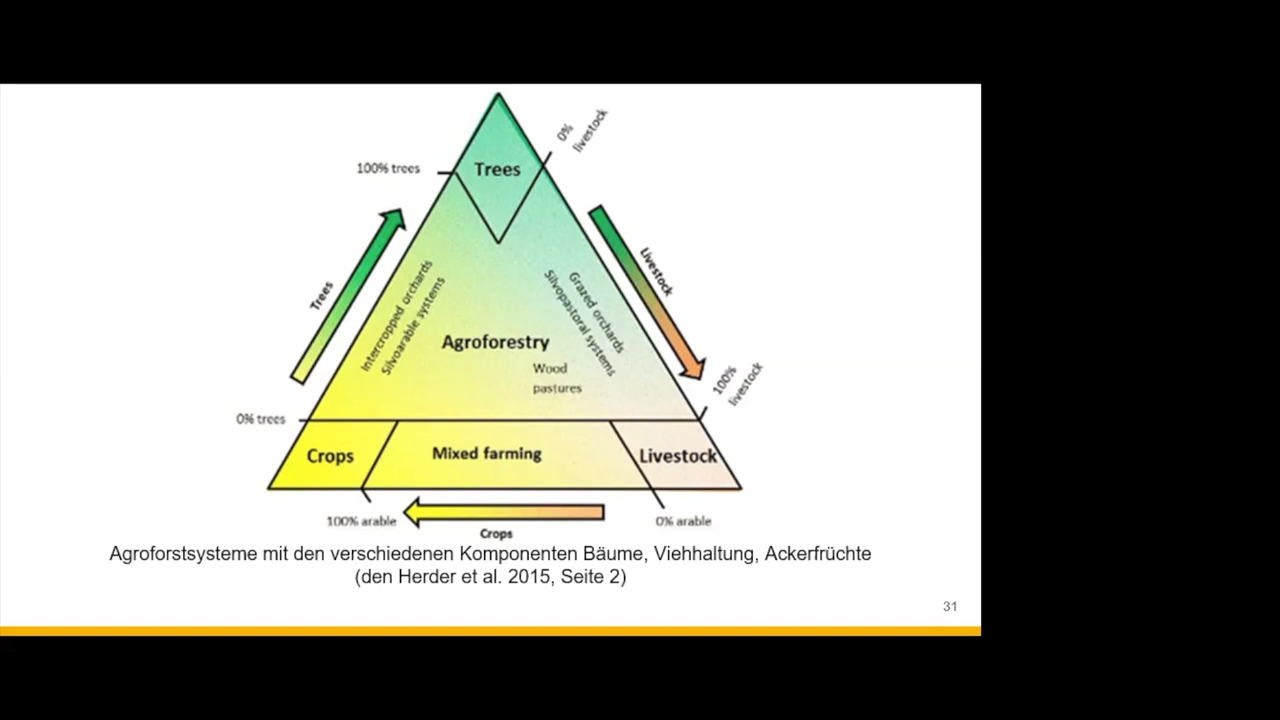 0%
livestock
100% trees
Trees
Trees
Livestock
Intercropped orchards
Silvoarable systems
Grazed orchards
Silvopastoral systems
Agroforestry
Wood
pastures
100%
livestock
0% trees
Crops
Mixed farming
Livestock
100% arable
0% arable
Crops
Agroforstsysteme mit den verschiedenen Komponenten Bäume, Viehhaltung, Ackerfrüchte
(den Herder et al. 2015, Seite 2)
31